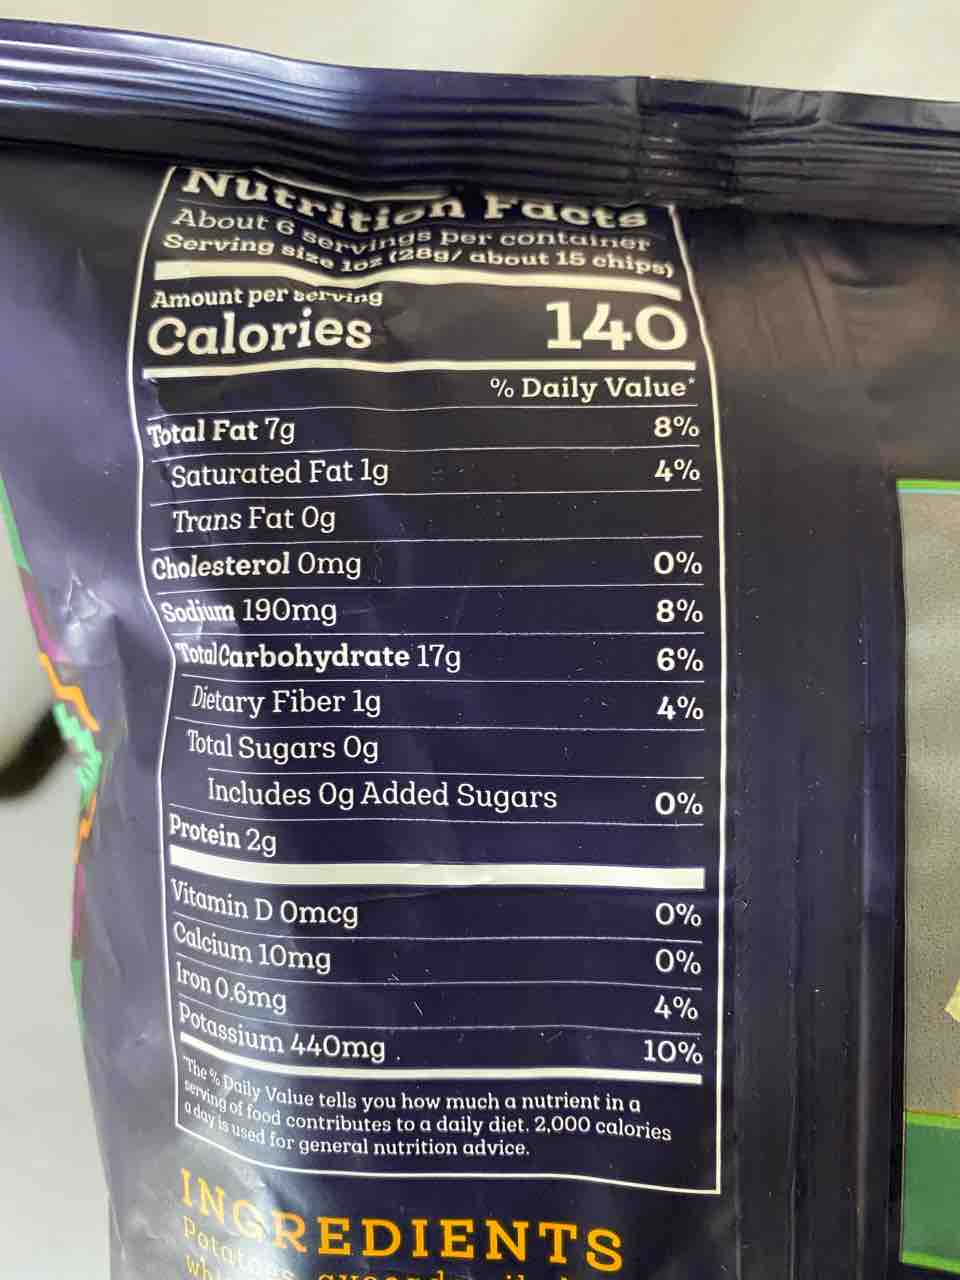 Nutrition Facts
About 6 servings per container
Serving size 1oz (28g/ about 15 chips)
Amount per serving
Calories 140
% Daily Value*
Total Fat 7g 8%
Saturated Fat 1g 4%
Trans Fat 0g
Cholesterol 0mg 0%
Sodium 190mg 8%
Total Carbohydrate 17g 6%
Dietary Fiber 1g 4%
Total Sugars 0g
Includes 0g Added Sugars 0%
Protein 2g
Vitamin D 0mcg 0%
Calcium 10mg 0%
Iron 0.6mg 4%
Potassium 440mg 10%
*The % Daily Value tells you how much a nutrient in a
serving of food contributes to a daily diet. 2,000 calories
a day is used for general nutrition advice.
INGREDIENTS
Potatoes,